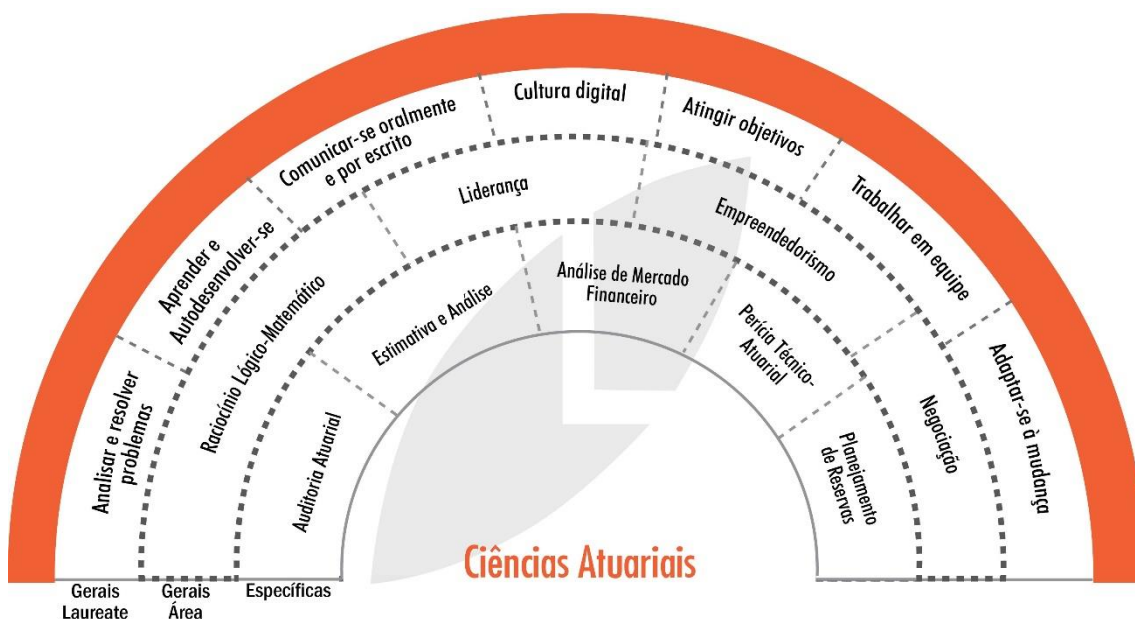 Analisar e resolver
problemas
Aprender e
Autodesenvolver-se
Comunicar-se oralmente
e por escrito
Cultura digital
Atingir objetivos
Trabalhar em equipe
Adaptar-se à mudança
Raciocínio Lógico-Matemático
Liderança
Empreendedorismo
Negociação
Auditoria Atuarial
Estimativa e Análise
Análise de Mercado
Financeiro
Perícia Técnico-
Atuarial
Planejamento
de Reservas
Ciências Atuariais
Gerais
Laureate
Gerais
Área
Específicas